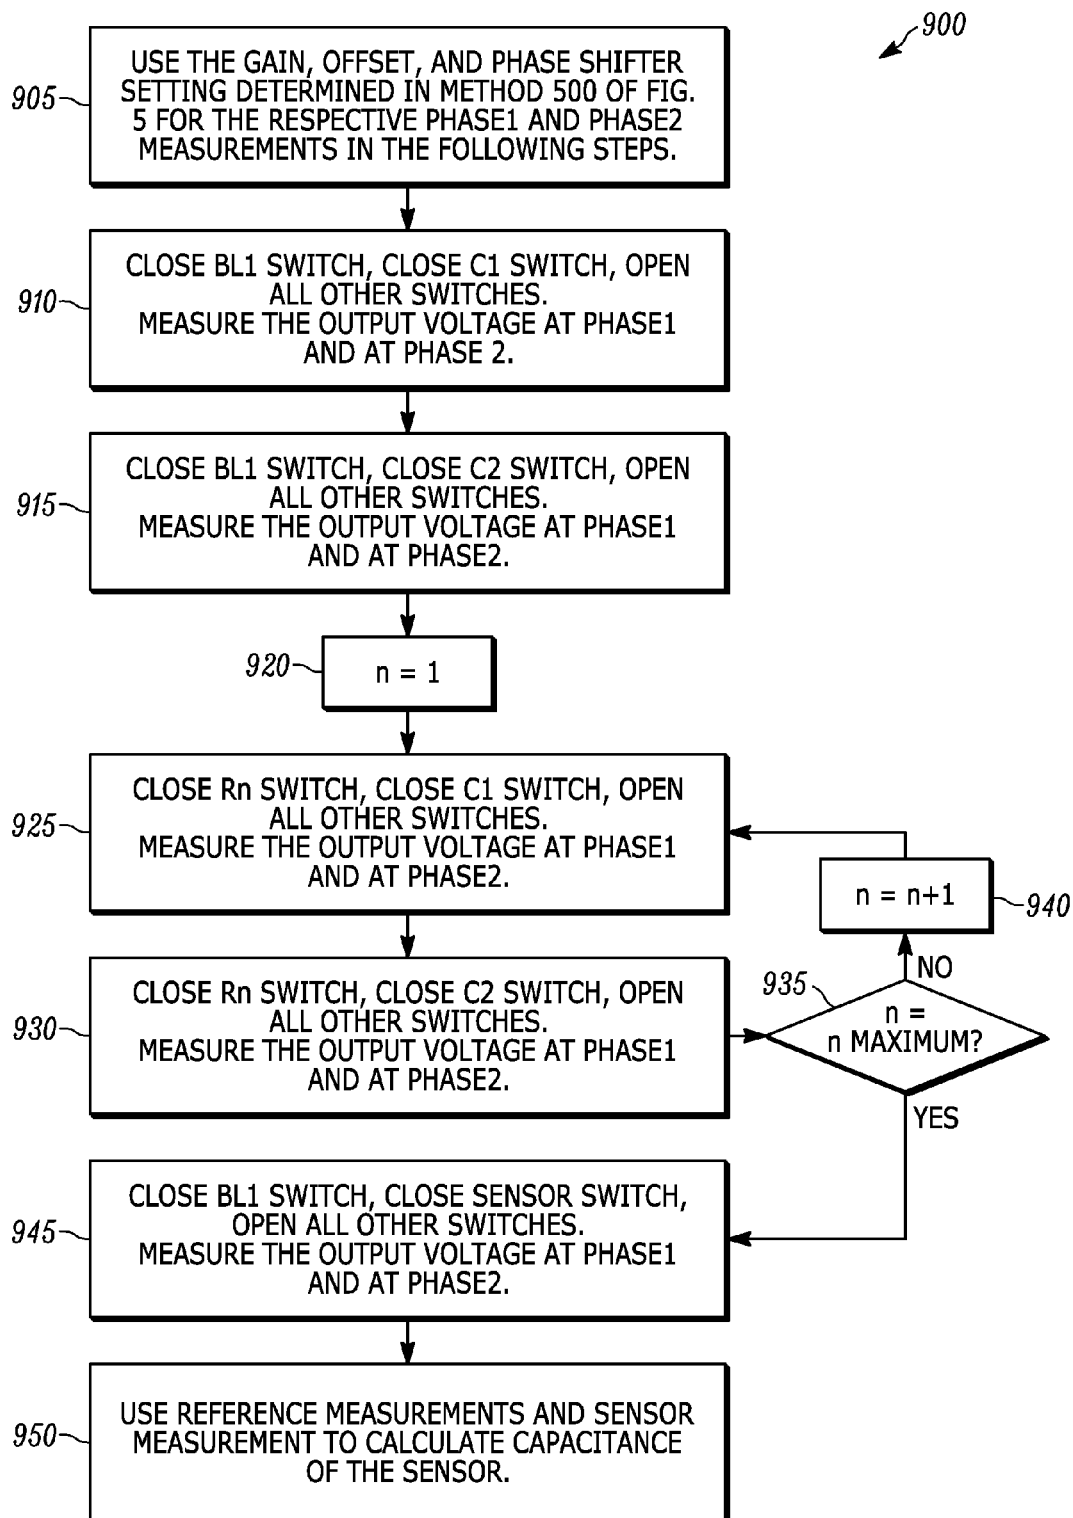 900
905
USE THE GAIN, OFFSET, AND PHASE SHIFTER
SETTING DETERMINED IN METHOD 500 OF FIG.
5 FOR THE RESPECTIVE PHASE1 AND PHASE2
MEASUREMENTS IN THE FOLLOWING STEPS.
910
CLOSE BL1 SWITCH, CLOSE C1 SWITCH, OPEN
ALL OTHER SWITCHES.
MEASURE THE OUTPUT VOLTAGE AT PHASE1
AND AT PHASE 2.
915
CLOSE BL1 SWITCH, CLOSE C2 SWITCH, OPEN
ALL OTHER SWITCHES.
MEASURE THE OUTPUT VOLTAGE AT PHASE1
AND AT PHASE2.
920
n = 1
925
CLOSE Rn SWITCH, CLOSE C1 SWITCH, OPEN
ALL OTHER SWITCHES.
MEASURE THE OUTPUT VOLTAGE AT PHASE1
AND AT PHASE2.
n = n+1
940
NO
930
CLOSE Rn SWITCH, CLOSE C2 SWITCH, OPEN
ALL OTHER SWITCHES.
MEASURE THE OUTPUT VOLTAGE AT PHASE1
AND AT PHASE2.
935
n =
n MAXIMUM?
YES
945
CLOSE BL1 SWITCH, CLOSE SENSOR SWITCH,
OPEN ALL OTHER SWITCHES.
MEASURE THE OUTPUT VOLTAGE AT PHASE1
AND AT PHASE2.
950
USE REFERENCE MEASUREMENTS AND SENSOR
MEASUREMENT TO CALCULATE CAPACITANCE
OF THE SENSOR.